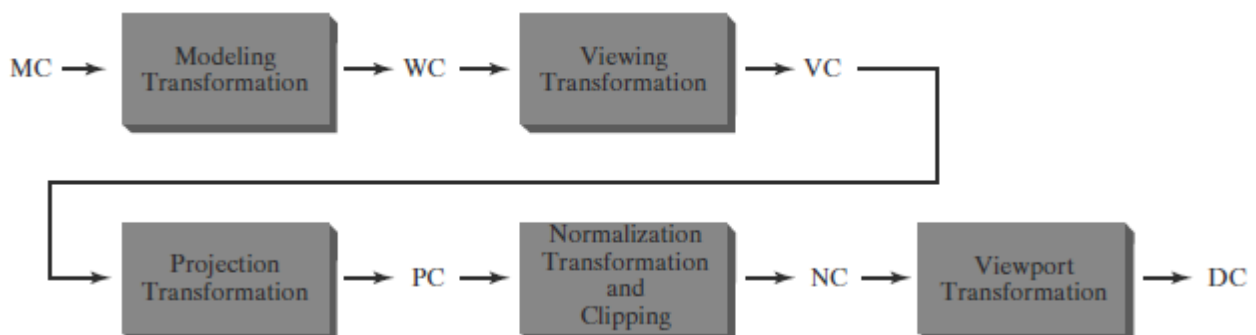 MC
Modeling
Transformation
WC
Viewing
Transformation
VC
Projection
Transformation
PC
Normalization
Transformation
and
Clipping
NC
Viewport
Transformation
DC